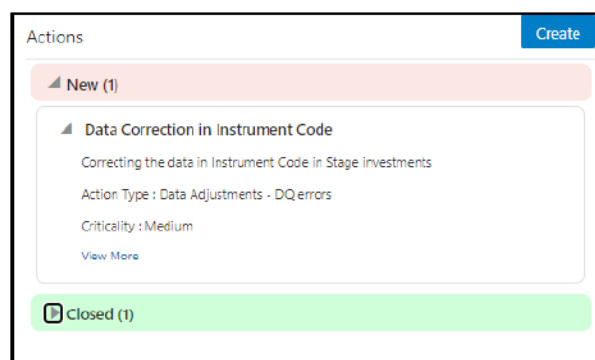 Actions
Create
New (1)
Data Correction in Instrument Code
Correcting the data in Instrument Code in Stage investments
Action Type : Data Adjustments - DQ errors
Criticality : Medium
View More
Closed (1)